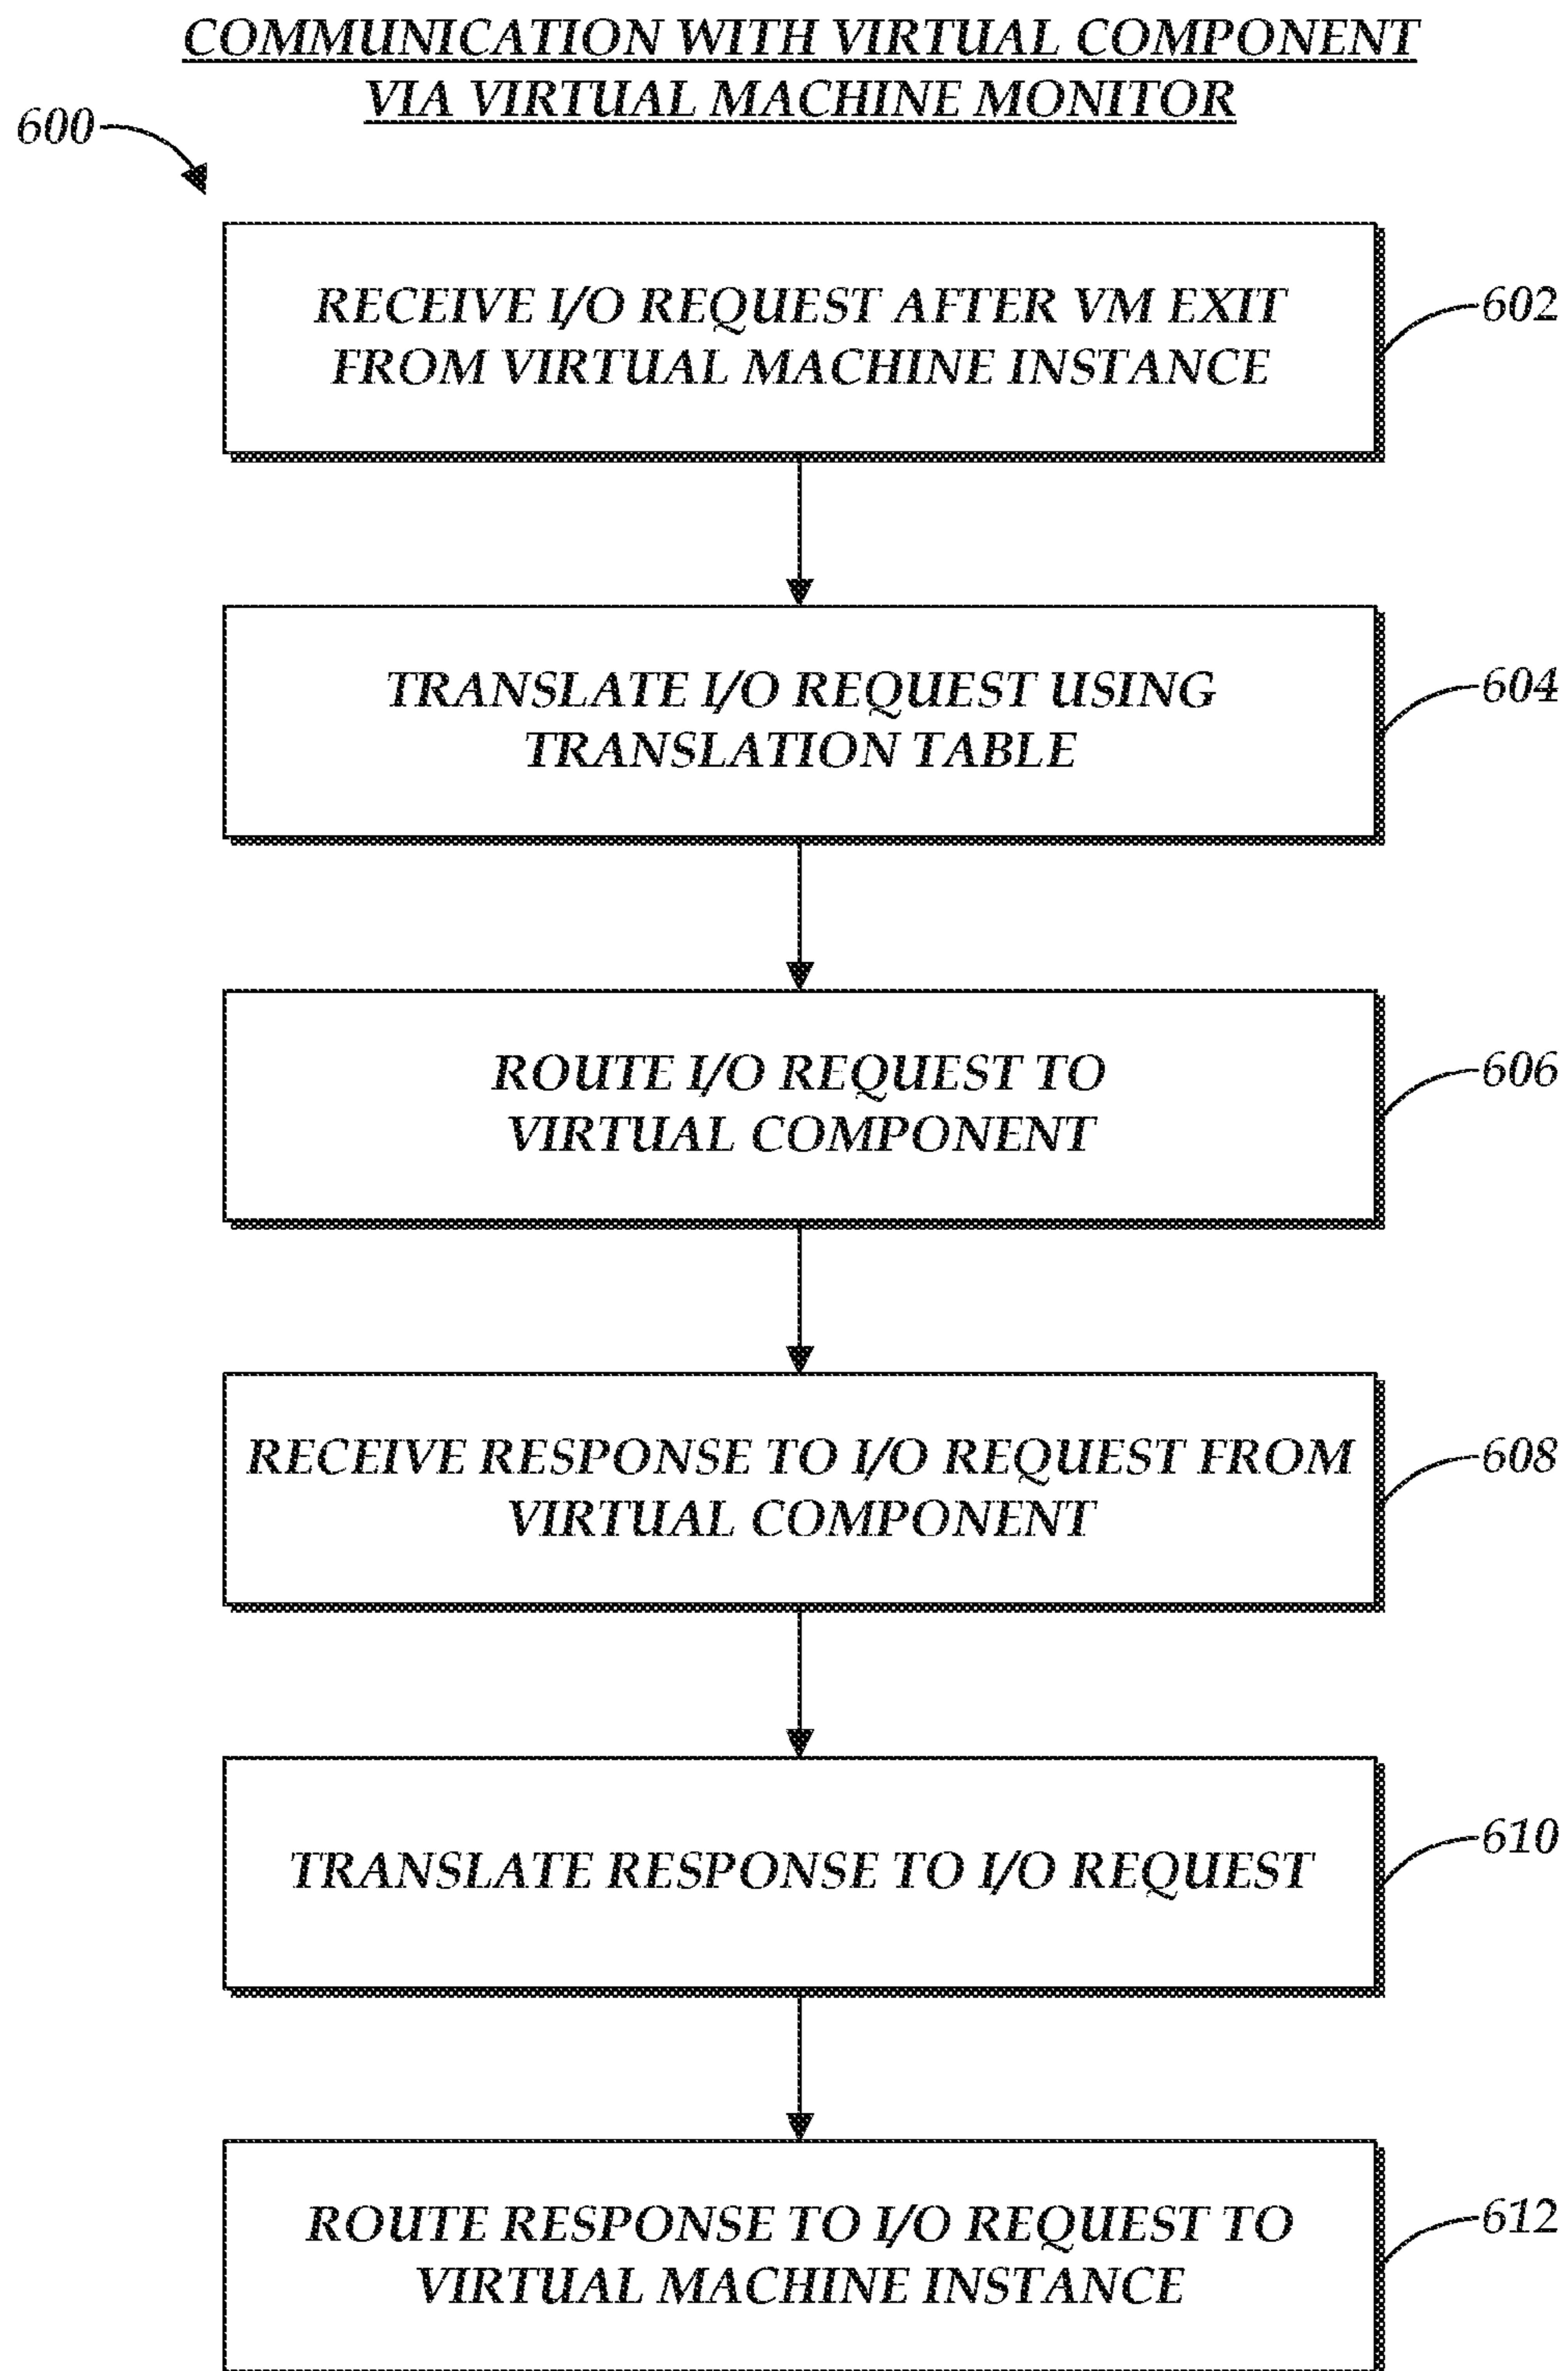 COMMUNICATION WITH VIRTUAL COMPONENT
VIA VIRTUAL MACHINE MONITOR
600
RECEIVE I/O REQUEST AFTER VM EXIT
FROM VIRTUAL MACHINE INSTANCE
602
TRANSLATE I/O REQUEST USING
TRANSLATION TABLE
604
ROUTE I/O REQUEST TO
VIRTUAL COMPONENT
606
RECEIVE RESPONSE TO I/O REQUEST FROM
VIRTUAL COMPONENT
608
TRANSLATE RESPONSE TO I/O REQUEST
610
ROUTE RESPONSE TO I/O REQUEST TO
VIRTUAL MACHINE INSTANCE
612